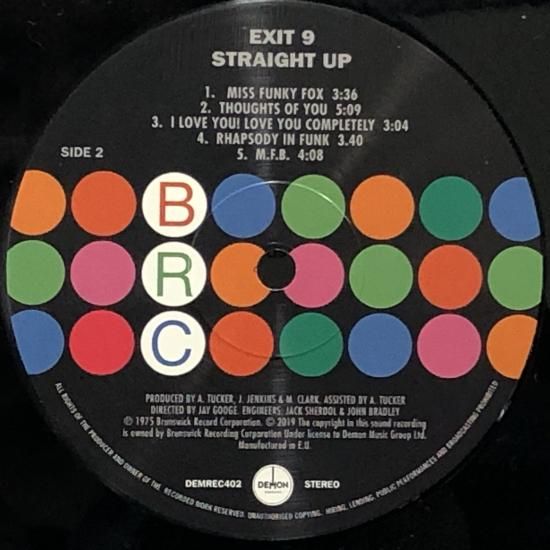 EXIT 9
STRAIGHT UP
1. MISS FUNKY FOX 3:36
2. THOUGHTS OF YOU 5:09
3. I LOVE YOU! LOVE YOU COMPLETELY 3:04
4. RHAPSODY IN FUNK 3.40
5. M.F.B. 4:08
SIDE 2
B
R
C
PRODUCED BY A. TUCKER, J. JENKINS & M. CLARK. ASSISTED BY A. TUCKER
DIRECTED BY JAY GOOGE. ENGINEERS: JACK SHERDOL & JOHN BRADLEY
℗ 1975 Brunswick Record Corporation. © 2019 The copyright in this sound recording
is owned by Brunswick Recording Corporation Under license to Demon Music Group Ltd.
Manufactured in E.U.
DEMREC402 DEMON STEREO
ALL RIGHTS OF THE PRODUCER AND OWNER OF THE RECORDED WORK RESERVED. UNAUTHORISED COPYING, HIRING, LENDING, PUBLIC PERFORMANCES AND BROADCASTING PROHIBITED